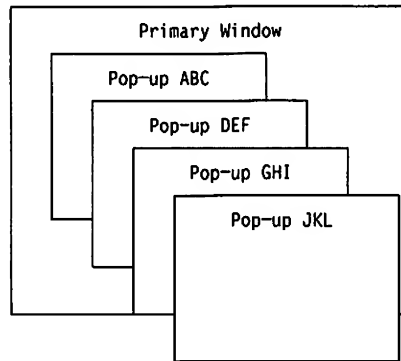 Primary Window
Pop-up ABC
Pop-up DEF
Pop-up GHI
Pop-up JKL